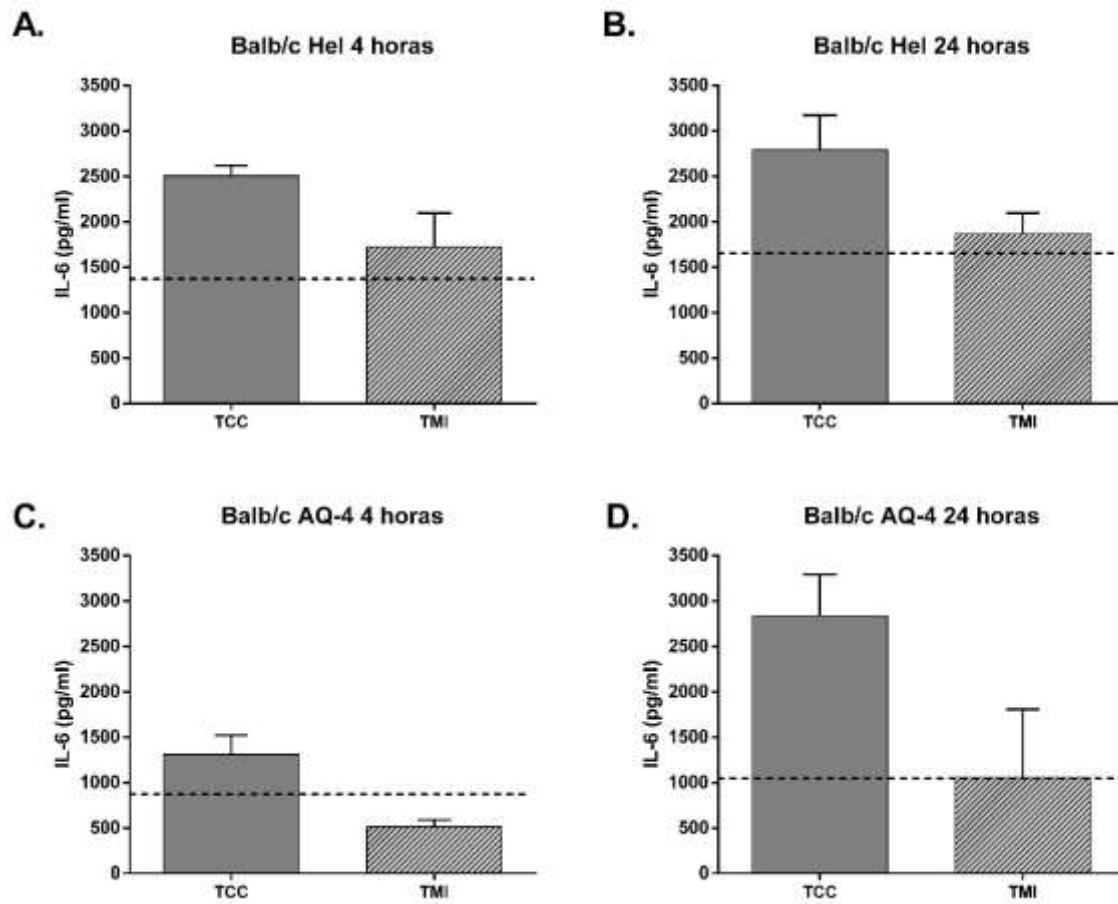 A.
Balb/c Hel 4 horas
IL-6 (pg/ml)
3500
3000
2500
2000
1500
1000
500
0
TCC TMI
B.
Balb/c Hel 24 horas
IL-6 (pg/ml)
3500
3000
2500
2000
1500
1000
500
0
TCC TMI
C.
Balb/c AQ-4 4 horas
IL-6 (pg/ml)
3500
3000
2500
2000
1500
1000
500
0
TCC TMI
D.
Balb/c AQ-4 24 horas
IL-6 (pg/ml)
3500
3000
2500
2000
1500
1000
500
0
TCC TMI